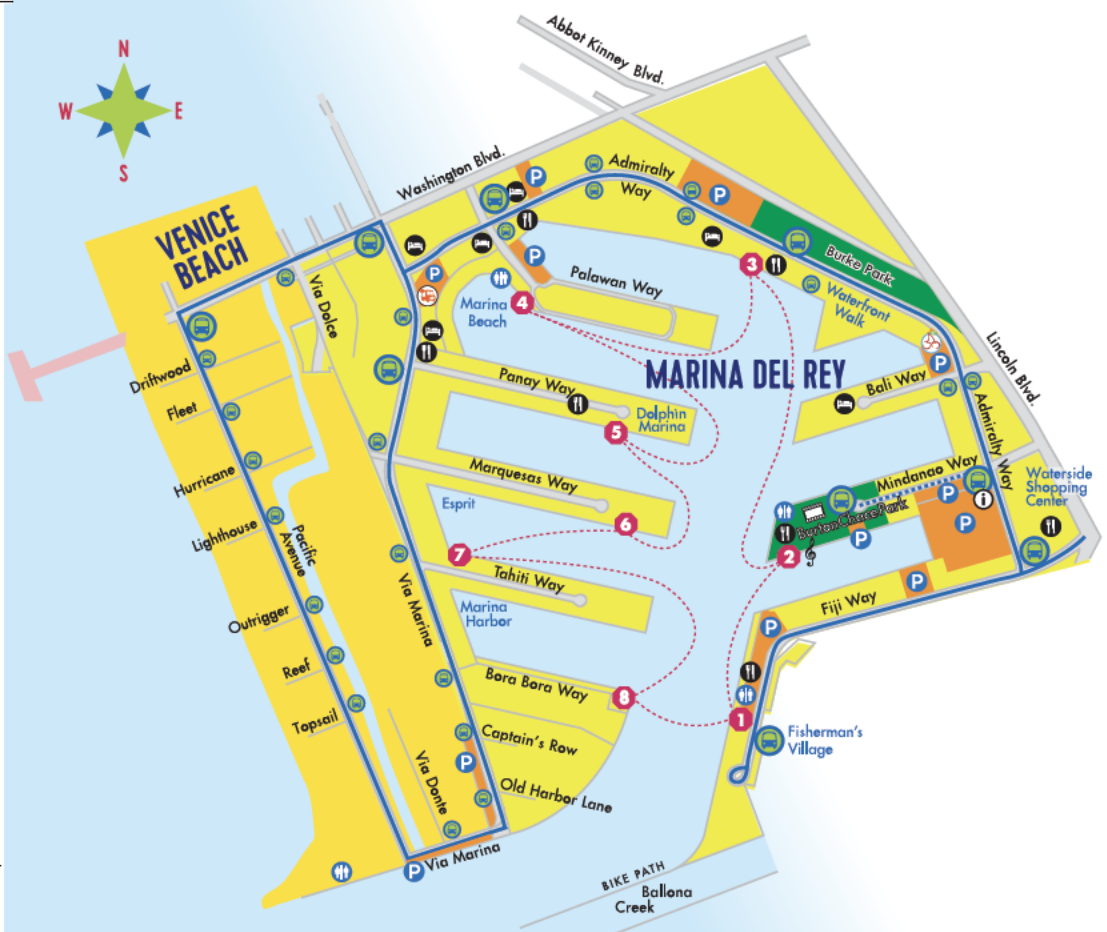 N
W
E
S
Abbot Kinney Blvd.
Washington Blvd.
Admiralty
Way
P
P
VENICE
BEACH
Via Dolce
P
P
Palawan Way
3
Burke Park
Marina
Beach
4
Waterfront
Walk
Lincoln Blvd.
P
Driftwood
Fleet
Panay Way
MARINA DEL REY
Bali Way
Dolphin
Marina
5
Admiralty Way
Hurricane
Marquesas Way
Mindanao Way
Waterside
Shopping
Center
P
i
Esprit
Lighthouse
Pacific
Avenue
6
Burton Chace Park
P
P
7
2
Tahiti Way
P
Via Marina
Marina
Harbor
Fiji Way
Outrigger
P
Reef
Bora Bora Way
8
1
Topsail
Captain's Row
Fisherman's
Village
Via Donte
P
Old Harbor Lane
Via Marina
P
BIKE PATH
Ballona
Creek